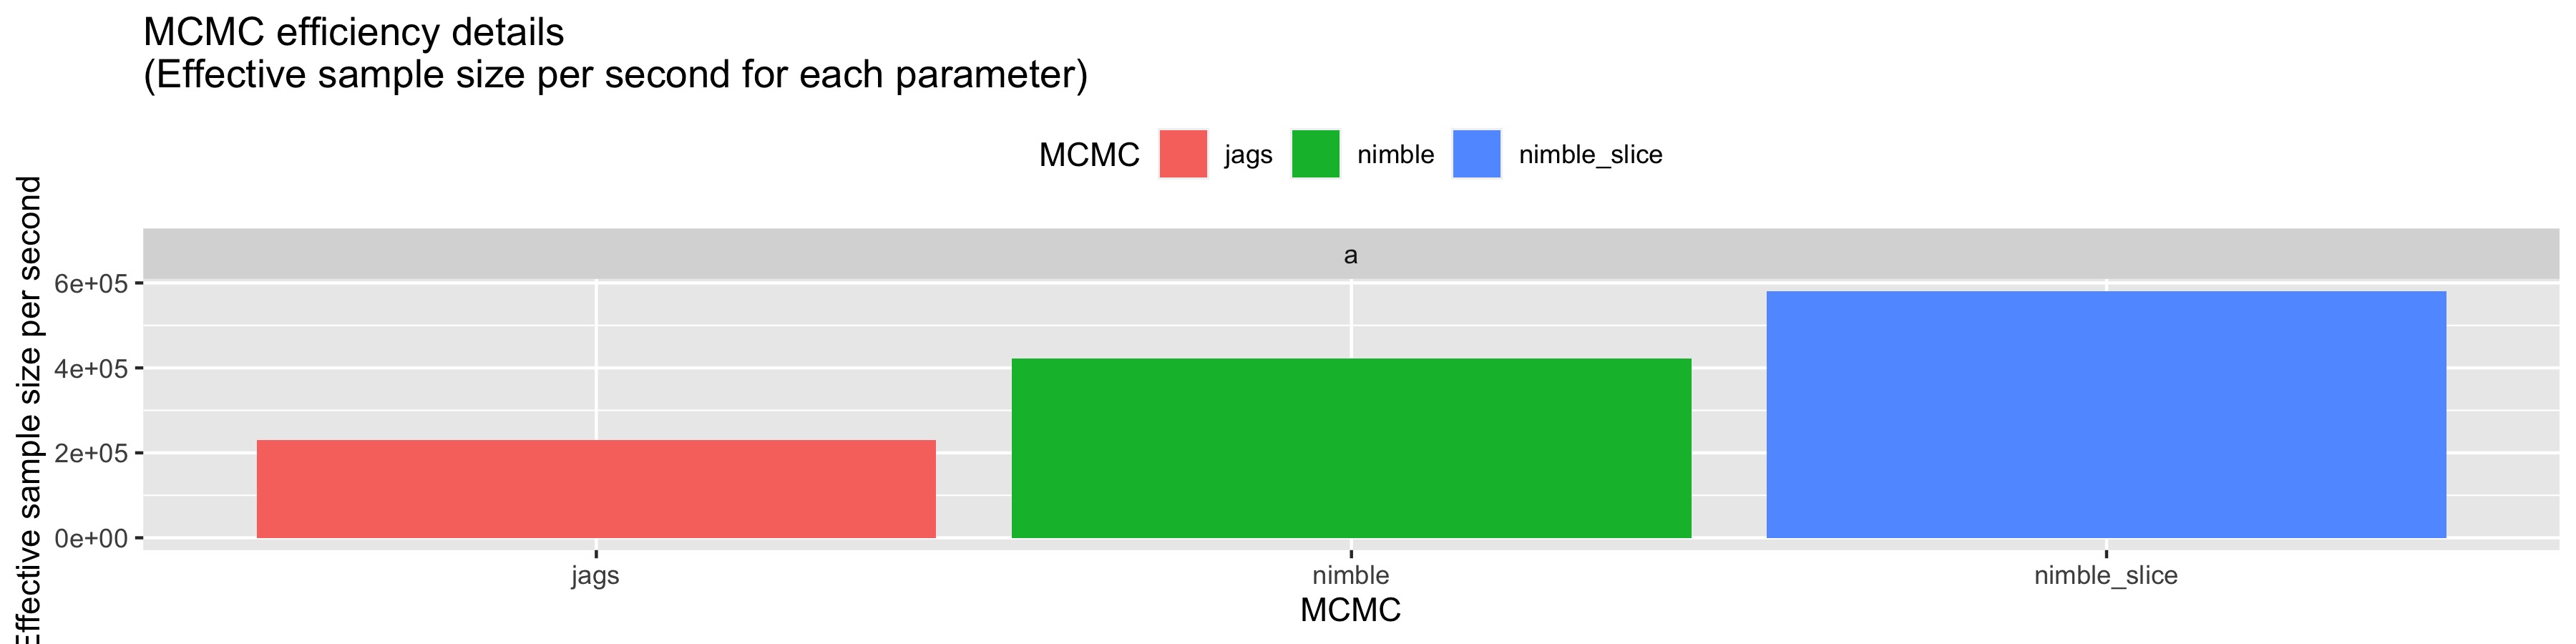 MCMC efficiency details
(Effective sample size per second for each parameter)
MCMC jags nimble nimble_slice
Effective sample size per second
a
6e+05
4e+05
2e+05
0e+00
jags nimble nimble_slice
MCMC